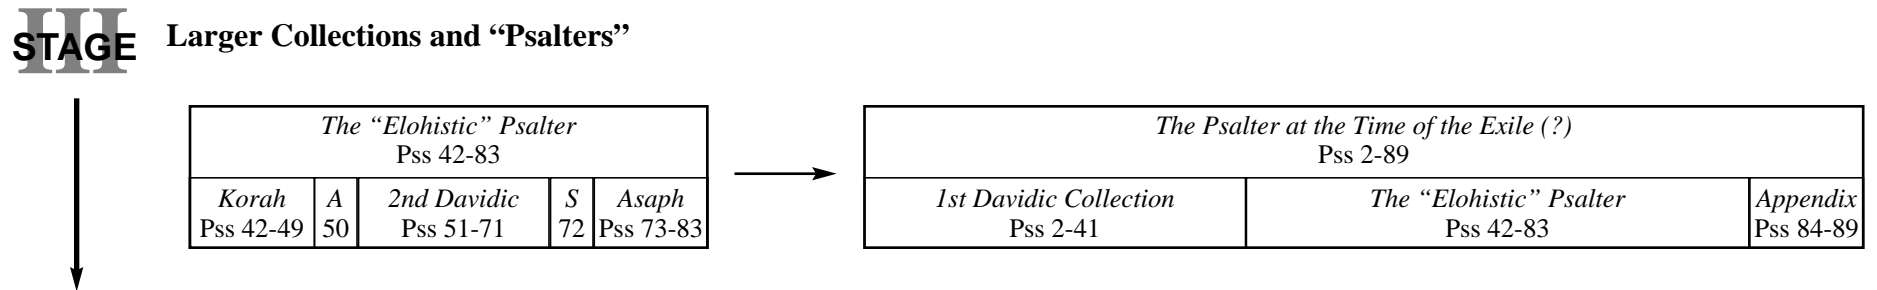 III
STAGE
Larger Collections and “Psalters”
The “Elohistic” Psalter
Pss 42-83
Korah
Pss 42-49
A
50
2nd Davidic
Pss 51-71
S
72
Asaph
Pss 73-83
The Psalter at the Time of the Exile (?)
Pss 2-89
1st Davidic Collection
Pss 2-41
The “Elohistic” Psalter
Pss 42-83
Appendix
Pss 84-89